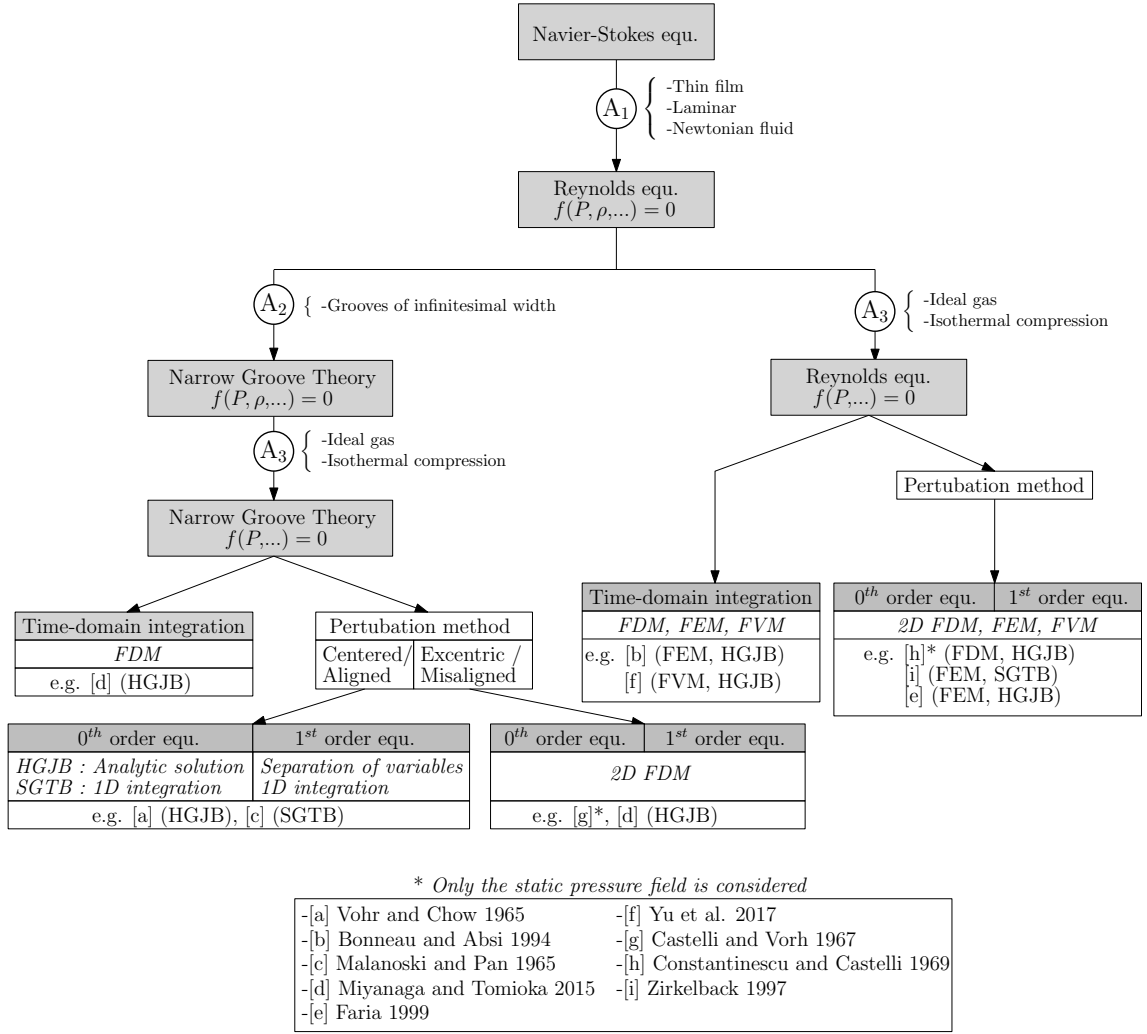 Navier-Stokes equ.
A1
-Thin film
-Laminar
-Newtonian fluid
Reynolds equ.
f(P, ρ,...) = 0
A2
{ -Grooves of infinitesimal width
A3
-Ideal gas
-Isothermal compression
Narrow Groove Theory
f(P, ρ,...) = 0
Reynolds equ.
f(P,...) = 0
A3
-Ideal gas
-Isothermal compression
Pertubation method
Narrow Groove Theory
f(P,...) = 0
Time-domain integration
FDM
e.g. [d] (HGJB)
Pertubation method
Centered/
Aligned
Excentric /
Misaligned
Time-domain integration
FDM, FEM, FVM
e.g. [b] (FEM, HGJB)
[f] (FVM, HGJB)
0th order equ.
1st order equ.
2D FDM, FEM, FVM
e.g. [h]* (FDM, HGJB)
[i] (FEM, SGTB)
[e] (FEM, HGJB)
0th order equ.
1st order equ.
HGJB : Analytic solution
SGTB : 1D integration
Separation of variables
1D integration
e.g. [a] (HGJB), [c] (SGTB)
0th order equ.
1st order equ.
2D FDM
e.g. [g]*, [d] (HGJB)
* Only the static pressure field is considered
-[a] Vohr and Chow 1965
-[b] Bonneau and Absi 1994
-[c] Malanoski and Pan 1965
-[d] Miyanaga and Tomioka 2015
-[e] Faria 1999
-[f] Yu et al. 2017
-[g] Castelli and Vorh 1967
-[h] Constantinescu and Castelli 1969
-[i] Zirkelback 1997